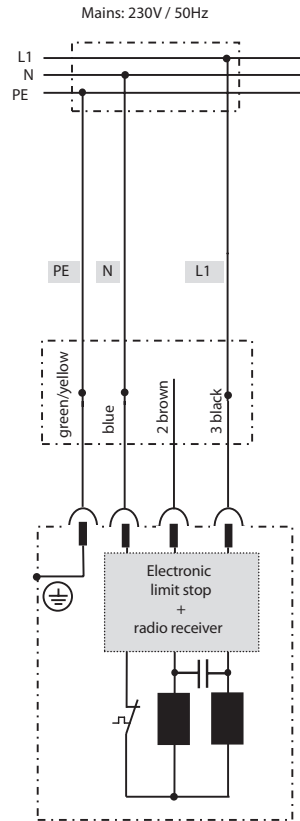 Mains: 230V / 50Hz
L1
N
PE
PE
N
L1
green/yellow
blue
2 brown
3 black
Electronic
limit stop
+
radio receiver